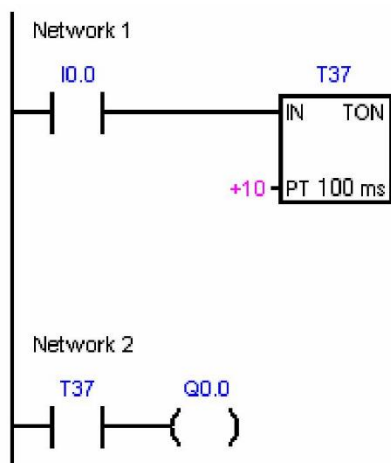 Network 1
I0.0
T37
IN TON
+10 PT 100 ms
Network 2
T37 Q0.0